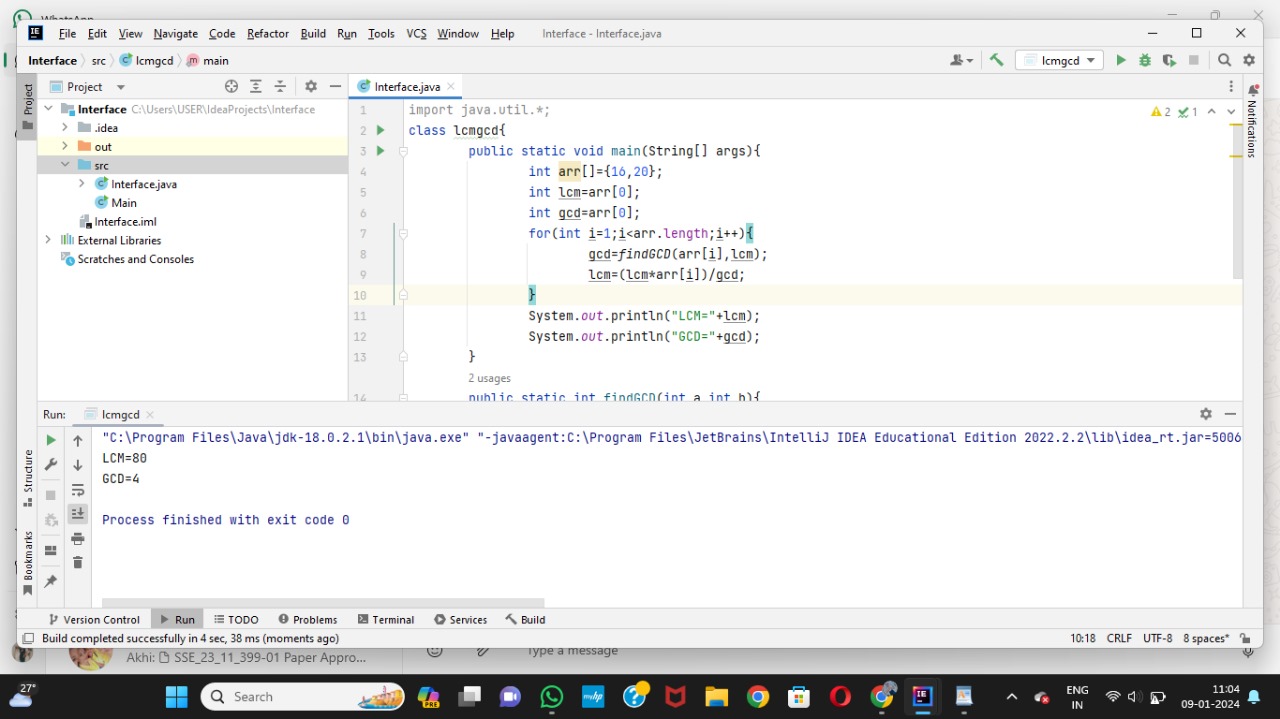 WhatsApp
File Edit View Navigate Code Refactor Build Run Tools VCS Window Help Interface - Interface.java
Interface src lcmgcd main lcmgcd
Project Interface.java
Project
Notifications
Interface C:\Users\USER\IdeaProjects\Interface
.idea
out
src
Interface.java
Main
Interface.iml
External Libraries
Scratches and Consoles
2 1
1 import java.util.*;
2 class lcmgcd{
3 public static void main(String[] args){
4 int arr[]={16,20};
5 int lcm=arr[0];
6 int gcd=arr[0];
7 for(int i=1;i<arr.length;i++){
8 gcd=findGCD(arr[i],lcm);
9 lcm=(lcm*arr[i])/gcd;
10 }
11 System.out.println("LCM="+lcm);
12 System.out.println("GCD="+gcd);
13 }
2 usages
14 public static int findGCD(int a,int b){
Run: lcmgcd
"C:\Program Files\Java\jdk-18.0.2.1\bin\java.exe" "-javaagent:C:\Program Files\JetBrains\IntelliJ IDEA Educational Edition 2022.2.2\lib\idea_rt.jar=5006
LCM=80
GCD=4
Process finished with exit code 0
Structure
Bookmarks
Version Control Run TODO Problems Terminal Services Build
Build completed successfully in 4 sec, 38 ms (moments ago) 10:18 CRLF UTF-8 8 spaces*
Akhi: SSE_23_11_399-01 Paper Appro... Type a message
27° Search PRE myhp ENG 11:04
IN 09-01-2024